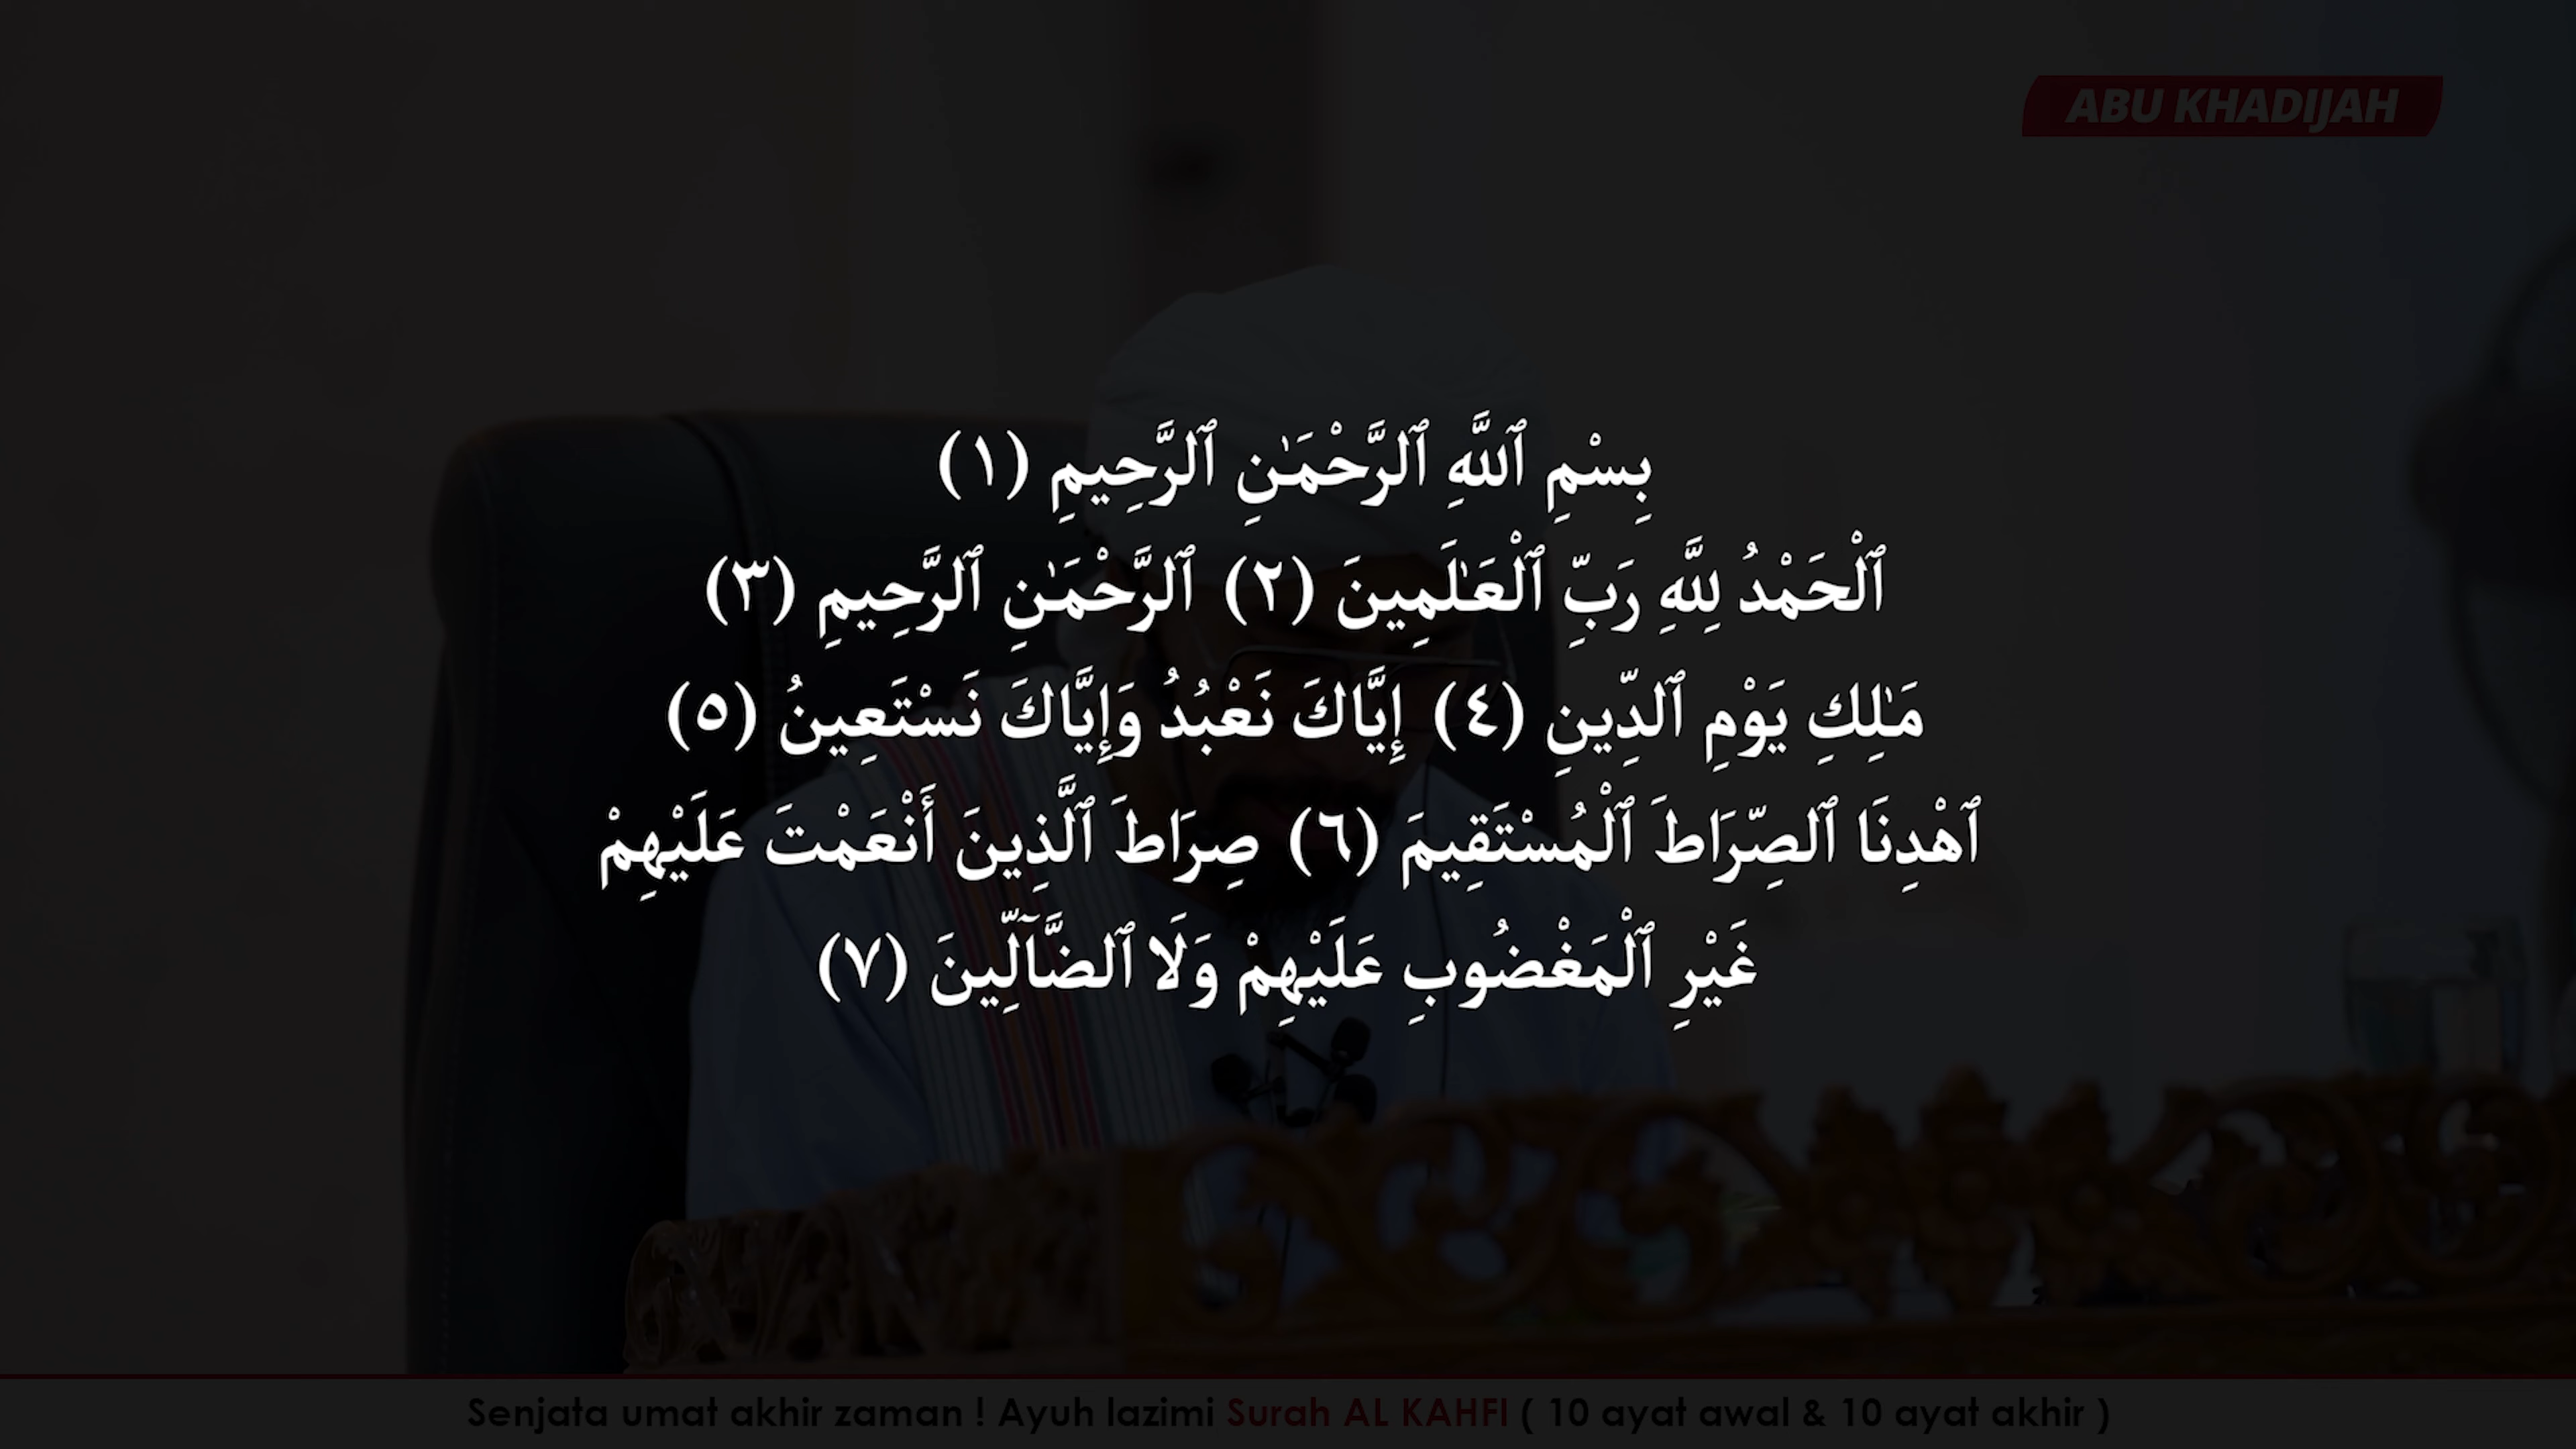 ABU KHADIJAH
بِسْمِ ٱللَّهِ ٱلرَّحْمَـٰنِ ٱلرَّحِيمِ (١)
ٱلْحَمْدُ لِلَّهِ رَبِّ ٱلْعَـٰلَمِينَ (٢) ٱلرَّحْمَـٰنِ ٱلرَّحِيمِ (٣)
مَـٰلِكِ يَوْمِ ٱلدِّينِ (٤) إِيَّاكَ نَعْبُدُ وَإِيَّاكَ نَسْتَعِينُ (٥)
ٱهْدِنَا ٱلصِّرَاطَ ٱلْمُسْتَقِيمَ (٦) صِرَاطَ ٱلَّذِينَ أَنْعَمْتَ عَلَيْهِمْ
غَيْرِ ٱلْمَغْضُوبِ عَلَيْهِمْ وَلَا ٱلضَّآلِّينَ (٧)
Senjata umat akhir zaman ! Ayuh lazimi Surah AL KAHFI ( 10 ayat awal & 10 ayat akhir )